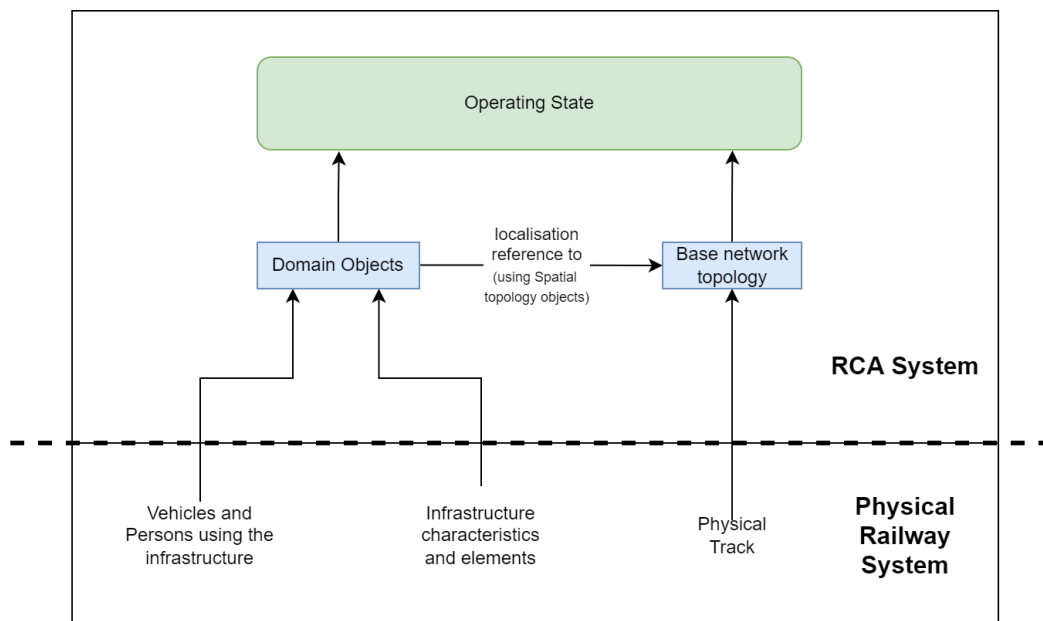 Operating State
Domain Objects
localisation
reference to
(using Spatial
topology objects)
Base network
topology
RCA System
Vehicles and
Persons using the
infrastructure
Infrastructure
characteristics
and elements
Physical
Track
Physical
Railway
System